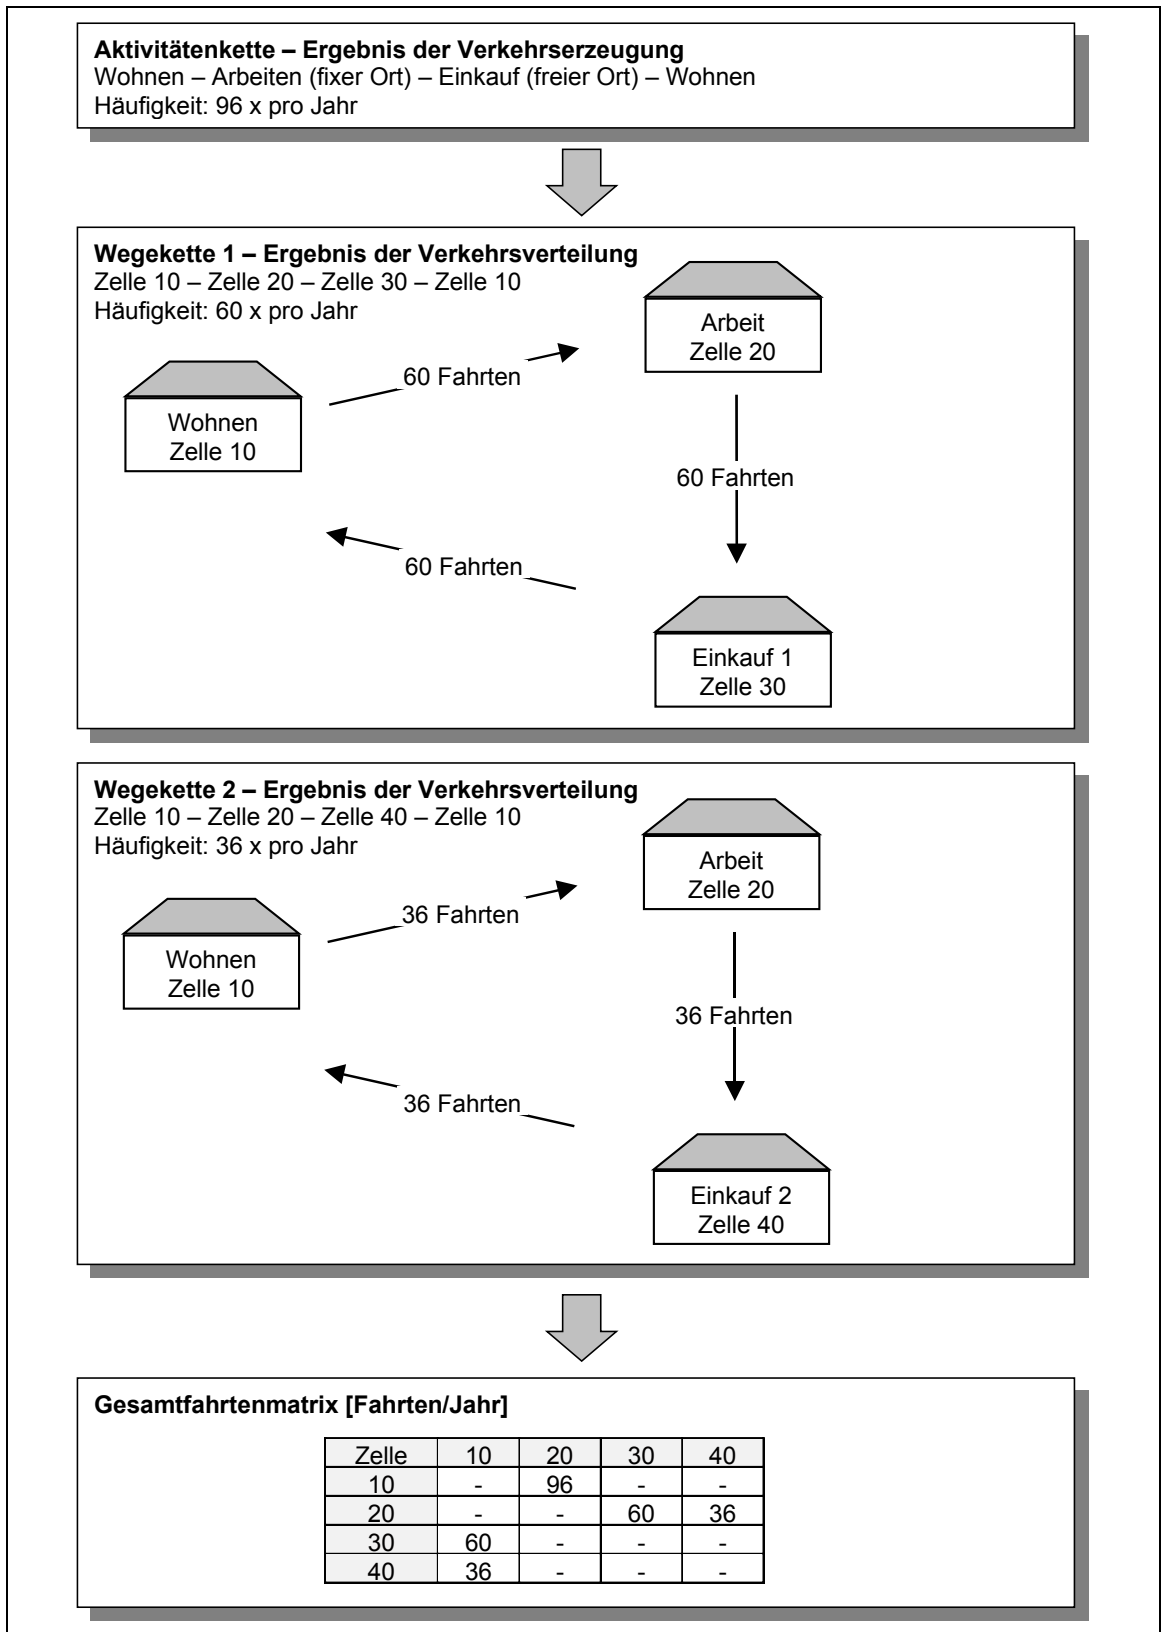 Aktivitätenkette – Ergebnis der Verkehrserzeugung
Wohnen – Arbeiten (fixer Ort) – Einkauf (freier Ort) – Wohnen
Häufigkeit: 96 x pro Jahr
Wegekette 1 – Ergebnis der Verkehrsverteilung
Zelle 10 – Zelle 20 – Zelle 30 – Zelle 10
Häufigkeit: 60 x pro Jahr
Arbeit
Zelle 20
60 Fahrten
Wohnen
Zelle 10
60 Fahrten
60 Fahrten
Einkauf 1
Zelle 30
Wegekette 2 – Ergebnis der Verkehrsverteilung
Zelle 10 – Zelle 20 – Zelle 40 – Zelle 10
Häufigkeit: 36 x pro Jahr
Arbeit
Zelle 20
36 Fahrten
Wohnen
Zelle 10
36 Fahrten
36 Fahrten
Einkauf 2
Zelle 40
Gesamtfahrtenmatrix [Fahrten/Jahr]
Zelle 10 20 30 40
10 - 96 - -
20 - - 60 36
30 60 - - -
40 36 - - -